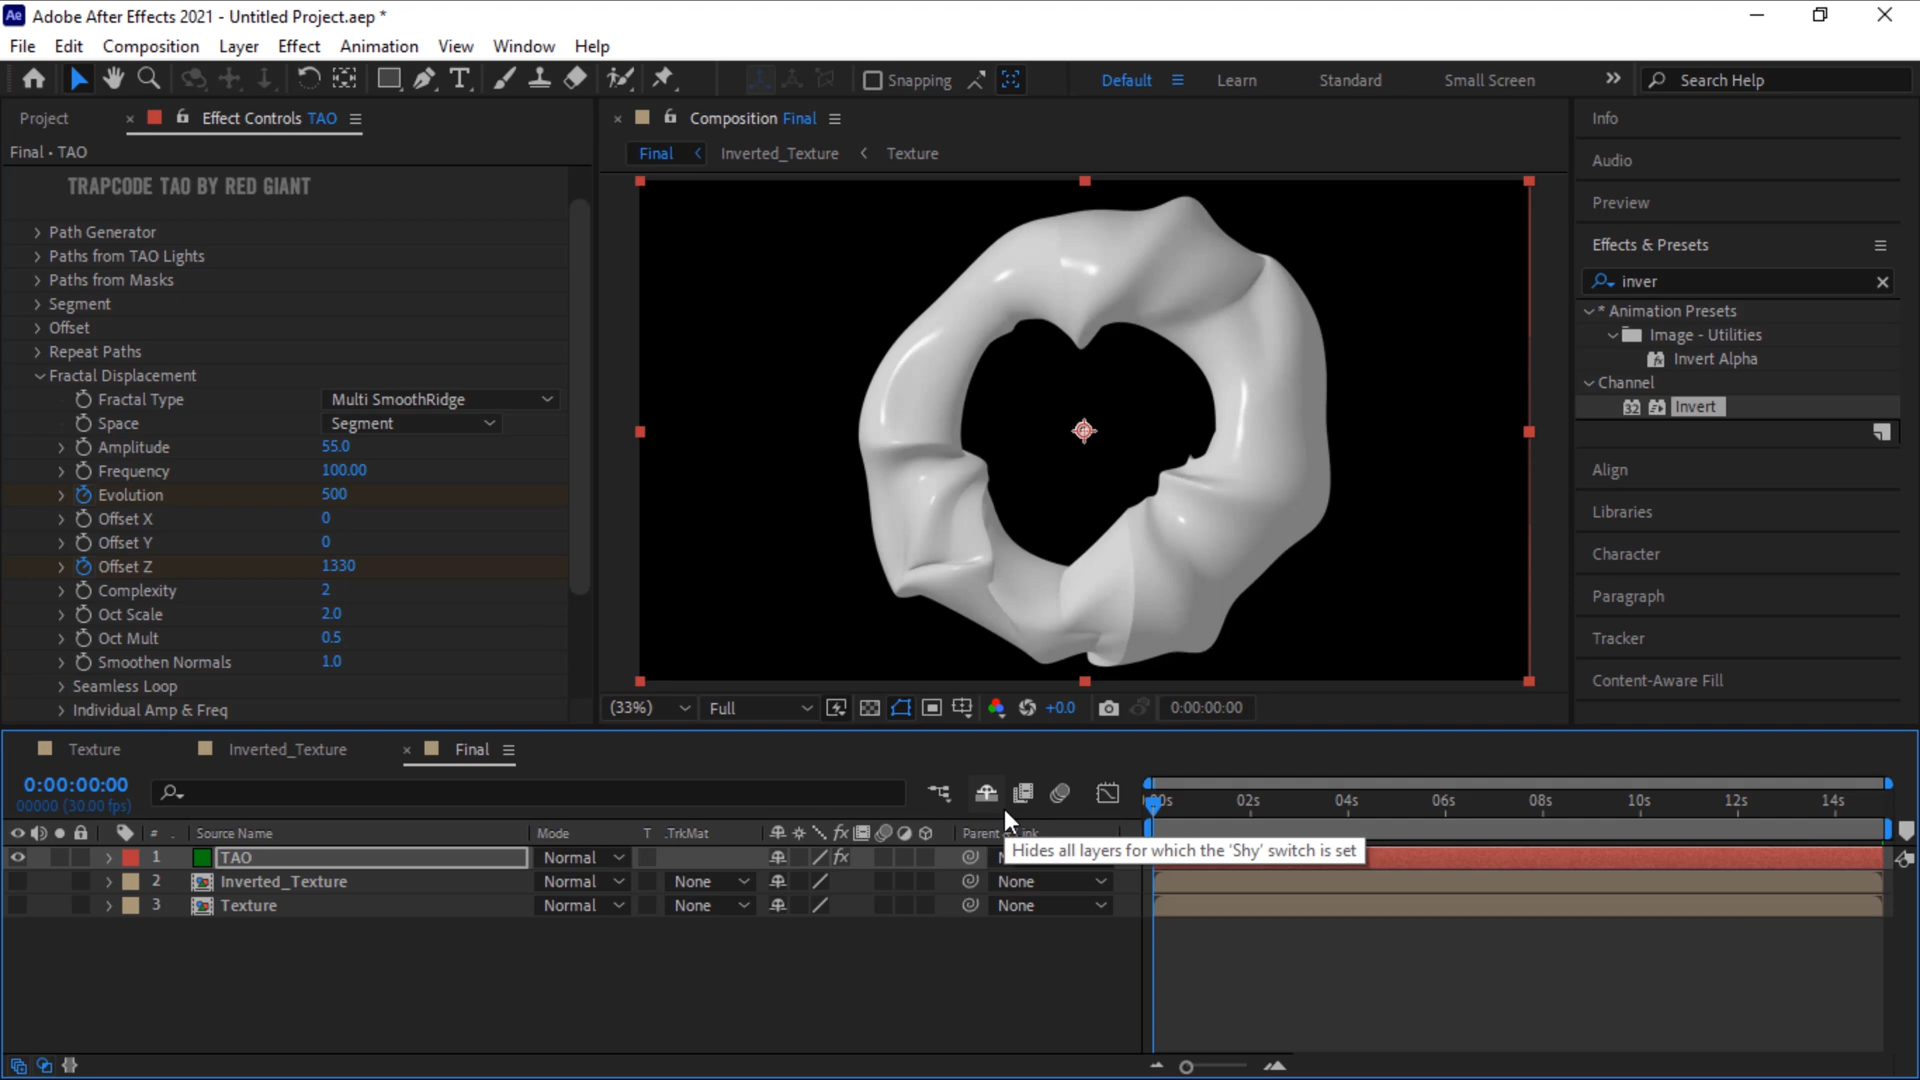 Ae Adobe After Effects 2021 - Untitled Project.aep *
File Edit Composition Layer Effect Animation View Window Help
Snapping Default Learn Standard Small Screen Search Help
Project × Effect Controls TAO
Final • TAO
TRAPCODE TAO BY RED GIANT
Path Generator
Paths from TAO Lights
Paths from Masks
Segment
Offset
Repeat Paths
Fractal Displacement
Fractal Type Multi SmoothRidge
Space Segment
Amplitude 55.0
Frequency 100.00
Evolution 500
Offset X 0
Offset Y 0
Offset Z 1330
Complexity 2
Oct Scale 2.0
Oct Mult 0.5
Smoothen Normals 1.0
Seamless Loop
Individual Amp & Freq
× Composition Final
Final Inverted_Texture Texture
(33%) Full +0.0 0:00:00:00
Info
Audio
Preview
Effects & Presets
inver
* Animation Presets
Image - Utilities
Invert Alpha
Channel
32 Invert
Align
Libraries
Character
Paragraph
Tracker
Content-Aware Fill
Texture Inverted_Texture × Final
0:00:00:00
00000 (30.00 fps)
02s 04s 06s 08s 10s 12s 14s
# . Source Name Mode T .TrkMat fx
Hides all layers for which the 'Shy' switch is set
1 TAO Normal fx
2 Inverted_Texture Normal None None
3 Texture Normal None None